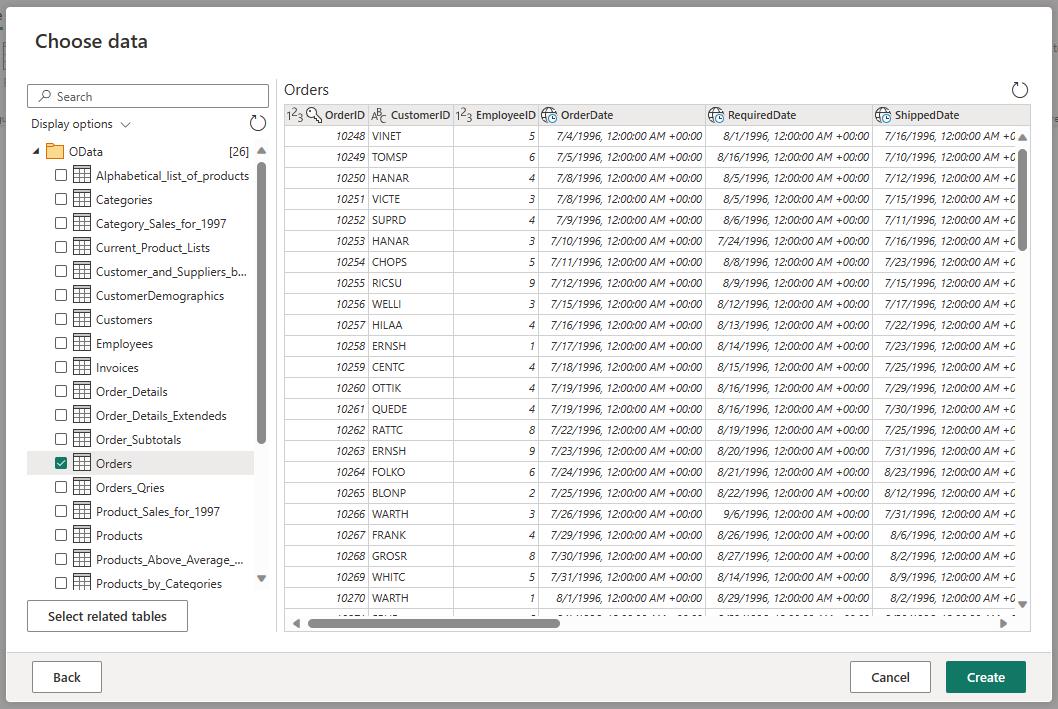 Choose data
Search
Display options
OData [26]
Alphabetical_list_of_products
Categories
Category_Sales_for_1997
Current_Product_Lists
Customer_and_Suppliers_b...
CustomerDemographics
Customers
Employees
Invoices
Order_Details
Order_Details_Extendeds
Order_Subtotals
Orders
Orders_Qries
Product_Sales_for_1997
Products
Products_Above_Average_...
Products_by_Categories
Select related tables
Orders
1²3 OrderID ABC CustomerID 1²3 EmployeeID OrderDate RequiredDate ShippedDate
10248 VINET 5 7/4/1996, 12:00:00 AM +00:00 8/1/1996, 12:00:00 AM +00:00 7/16/1996, 12:00:00 AM +0
10249 TOMSP 6 7/5/1996, 12:00:00 AM +00:00 8/16/1996, 12:00:00 AM +00:00 7/10/1996, 12:00:00 AM +0
10250 HANAR 4 7/8/1996, 12:00:00 AM +00:00 8/5/1996, 12:00:00 AM +00:00 7/12/1996, 12:00:00 AM +0
10251 VICTE 3 7/8/1996, 12:00:00 AM +00:00 8/5/1996, 12:00:00 AM +00:00 7/15/1996, 12:00:00 AM +0
10252 SUPRD 4 7/9/1996, 12:00:00 AM +00:00 8/6/1996, 12:00:00 AM +00:00 7/11/1996, 12:00:00 AM +0
10253 HANAR 3 7/10/1996, 12:00:00 AM +00:00 7/24/1996, 12:00:00 AM +00:00 7/16/1996, 12:00:00 AM +0
10254 CHOPS 5 7/11/1996, 12:00:00 AM +00:00 8/8/1996, 12:00:00 AM +00:00 7/23/1996, 12:00:00 AM +0
10255 RICSU 9 7/12/1996, 12:00:00 AM +00:00 8/9/1996, 12:00:00 AM +00:00 7/15/1996, 12:00:00 AM +0
10256 WELLI 3 7/15/1996, 12:00:00 AM +00:00 8/12/1996, 12:00:00 AM +00:00 7/17/1996, 12:00:00 AM +0
10257 HILAA 4 7/16/1996, 12:00:00 AM +00:00 8/13/1996, 12:00:00 AM +00:00 7/22/1996, 12:00:00 AM +0
10258 ERNSH 1 7/17/1996, 12:00:00 AM +00:00 8/14/1996, 12:00:00 AM +00:00 7/23/1996, 12:00:00 AM +0
10259 CENTC 4 7/18/1996, 12:00:00 AM +00:00 8/15/1996, 12:00:00 AM +00:00 7/25/1996, 12:00:00 AM +0
10260 OTTIK 4 7/19/1996, 12:00:00 AM +00:00 8/16/1996, 12:00:00 AM +00:00 7/29/1996, 12:00:00 AM +0
10261 QUEDE 4 7/19/1996, 12:00:00 AM +00:00 8/16/1996, 12:00:00 AM +00:00 7/30/1996, 12:00:00 AM +0
10262 RATTC 8 7/22/1996, 12:00:00 AM +00:00 8/19/1996, 12:00:00 AM +00:00 7/25/1996, 12:00:00 AM +0
10263 ERNSH 9 7/23/1996, 12:00:00 AM +00:00 8/20/1996, 12:00:00 AM +00:00 7/31/1996, 12:00:00 AM +0
10264 FOLKO 6 7/24/1996, 12:00:00 AM +00:00 8/21/1996, 12:00:00 AM +00:00 8/23/1996, 12:00:00 AM +0
10265 BLONP 2 7/25/1996, 12:00:00 AM +00:00 8/22/1996, 12:00:00 AM +00:00 8/12/1996, 12:00:00 AM +0
10266 WARTH 3 7/26/1996, 12:00:00 AM +00:00 9/6/1996, 12:00:00 AM +00:00 7/31/1996, 12:00:00 AM +0
10267 FRANK 4 7/29/1996, 12:00:00 AM +00:00 8/26/1996, 12:00:00 AM +00:00 8/6/1996, 12:00:00 AM +0
10268 GROSR 8 7/30/1996, 12:00:00 AM +00:00 8/27/1996, 12:00:00 AM +00:00 8/2/1996, 12:00:00 AM +0
10269 WHITC 5 7/31/1996, 12:00:00 AM +00:00 8/14/1996, 12:00:00 AM +00:00 8/9/1996, 12:00:00 AM +0
10270 WARTH 1 8/1/1996, 12:00:00 AM +00:00 8/29/1996, 12:00:00 AM +00:00 8/2/1996, 12:00:00 AM +0
Back
Cancel
Create